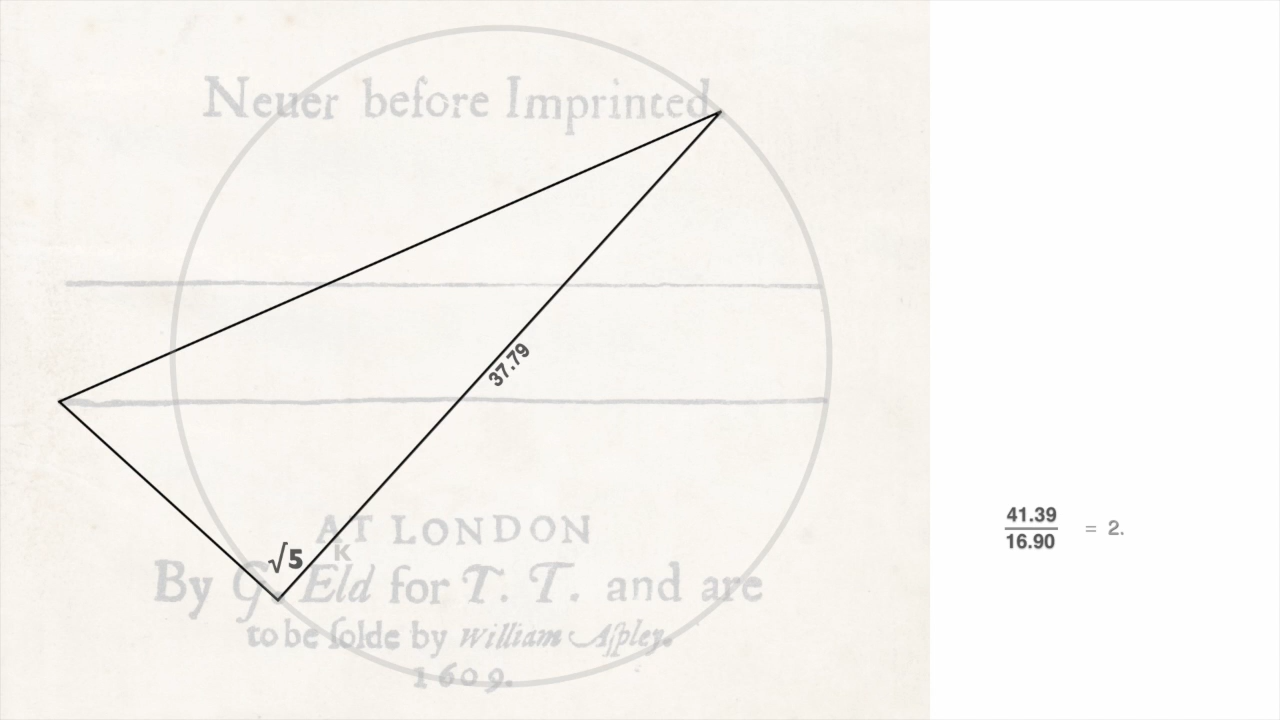 Neuer before Imprinted.
37.79
41.39
16.90
= 2.
AT LONDON
K
√5
By G. Eld for T. T. and are
to be ſolde by William Aſpley.
1609.